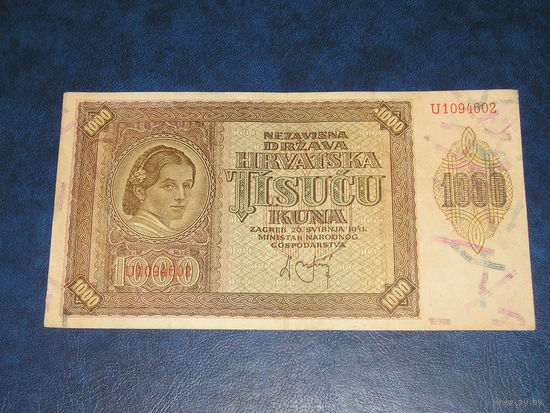 1000
1000
U1094602
NEZAVISNA
DRŽAVA
HRVATSKA
TISUĆU
KUNA
ZAGREB 26. SVIBNJA 1941.
MINISTAR NARODNOG
GOSPODARSTVA
1000
U1094602
1000
1000
1000